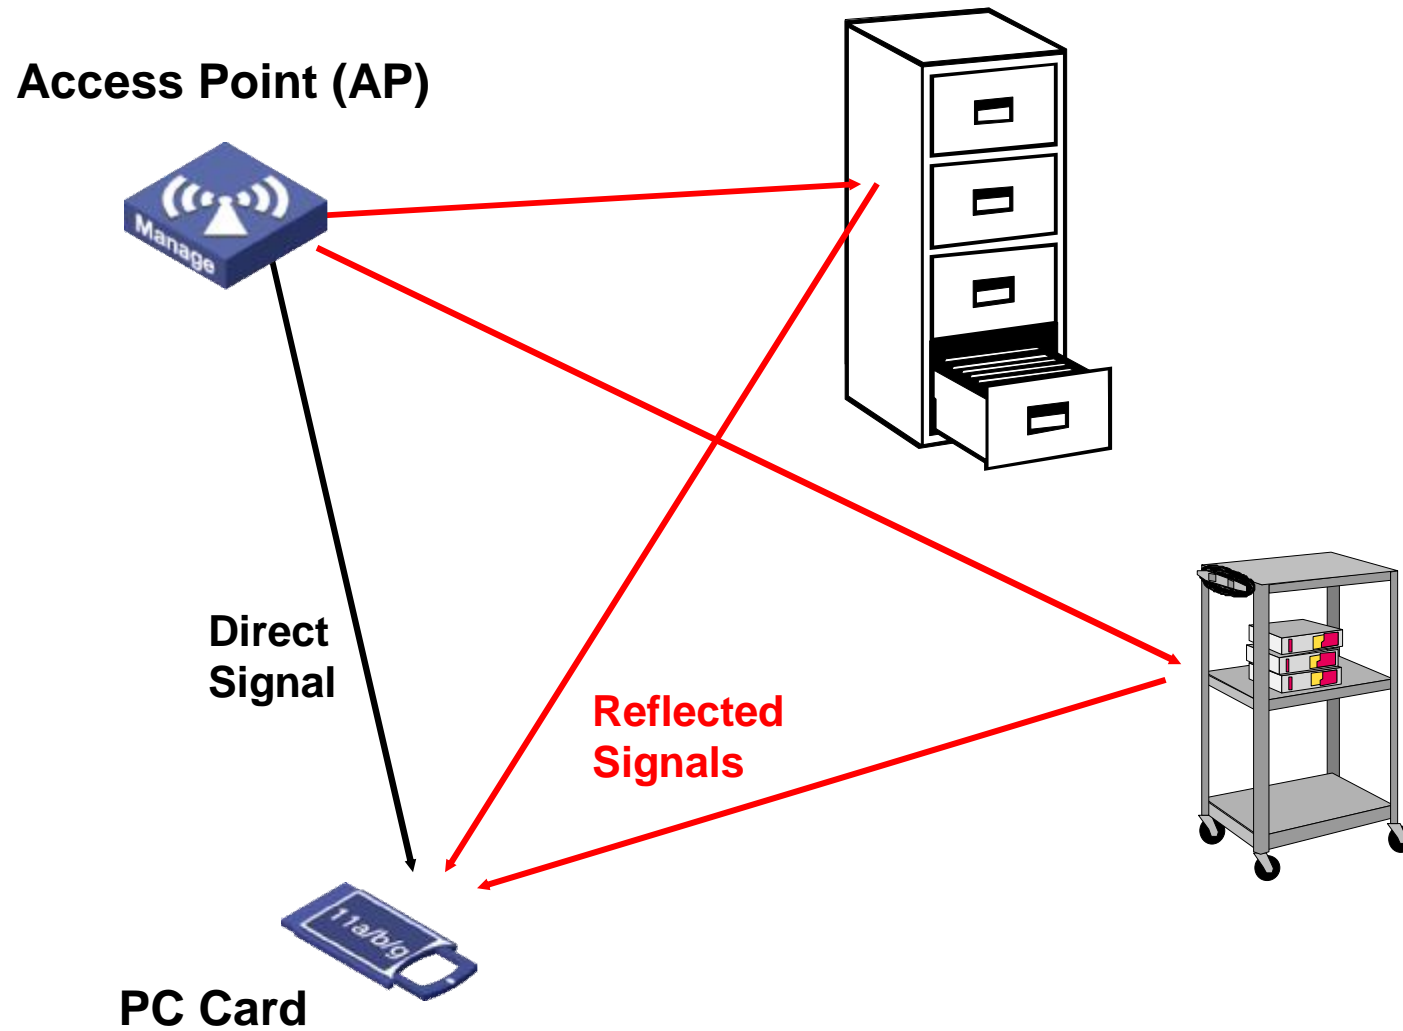 Access Point (AP)
Manage
Direct
Signal
Reflected
Signals
11a/b/g
PC Card